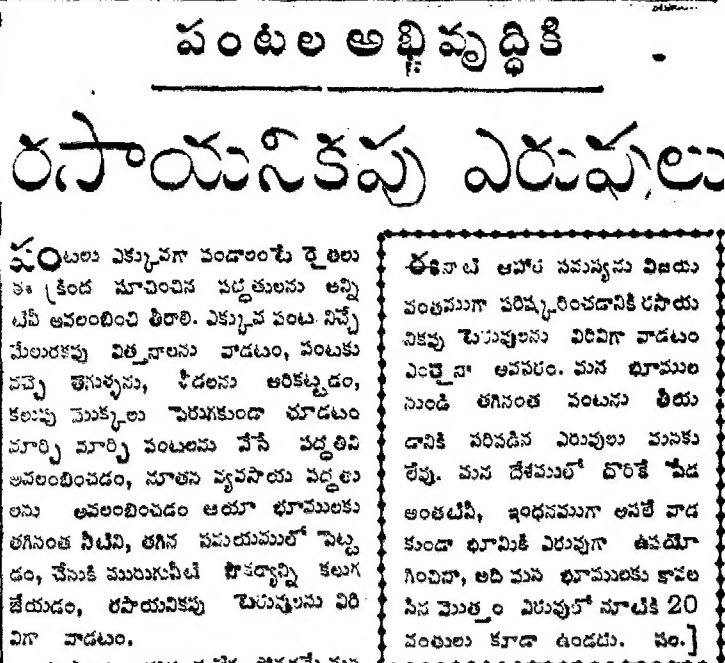 పంటల అభివృద్ధికి
రసాయనికపు ఎరువులు
పంటలు ఎక్కువగా పండాలంటే రైతులు
ఈ క్రింద సూచించిన పద్ధతులను అన్ని
టినీ అవలంబించి తీరాలి. ఎక్కువ పంట నిచ్చే
మేలురకపు విత్తనాలను వాడటం, పంటకు
వచ్చే తెగుళ్ళను, కీడలను అరికట్టడం,
కలుపు మొక్కలు పెరుగకుండా చూడటం
మార్చి మార్చి పంటలను వేసే పద్ధతిని
అవలంబించడం, నూతన వ్యవసాయ పద్ధతు
లను అవలంబించడం ఆయా భూములకు
తగినంత నీటిని, తగిన సమయములో పెట్ట
డం, చేనుకి మురుగునీటి సౌకర్యాన్ని కలుగ
జేయడం, రసాయనికపు ఎరువులను విరి
విగా వాడటం.
ఈనాటి ఆహార సమస్యను విజయ
వంతముగా పరిష్కరించడానికి రసాయ
నికపు ఎరువులను విరివిగా వాడటం
ఎంతైనా అవసరం. మన భూముల
నుండి తగినంత పంటను తీయ
డానికి సరిపడిన ఎరువులు మనకు
లేవు. మన దేశములో దొరికే పేడ
అంతటినీ, ఇంధనముగా అసలే వాడ
కుండా భూమికి ఎరువుగా ఉపయో
గించినా, అది మన భూములకు కావల
సిన మొత్తం ఎరువులో నూటికి 20
వంతులు కూడా ఉండదు. సం.]